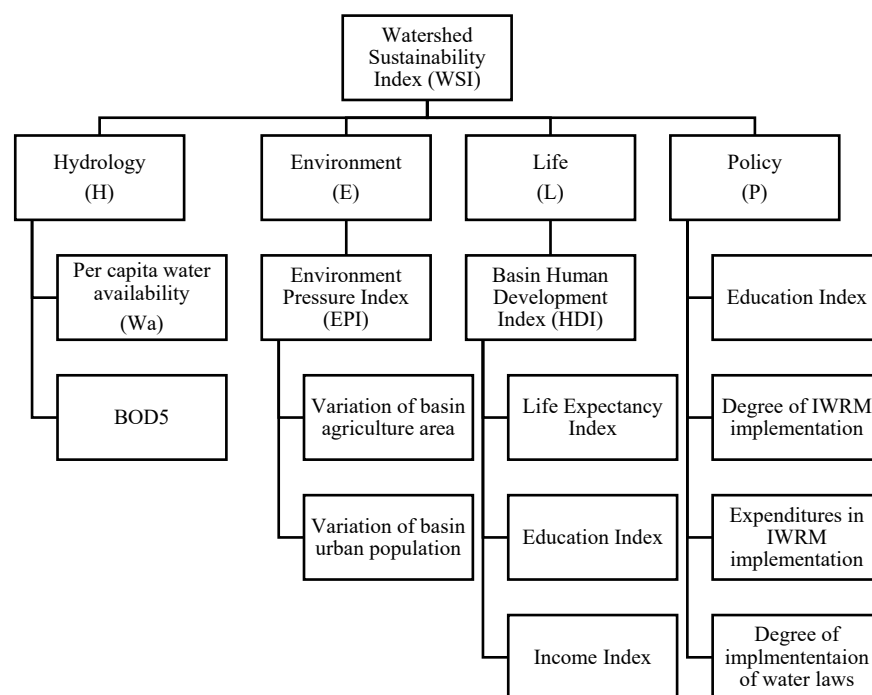 Watershed
Sustainability
Index (WSI)
Hydrology
(H)
Environment
(E)
Life
(L)
Policy
(P)
Per capita water
availability
(Wa)
Environment
Pressure Index
(EPI)
Basin Human
Development
Index (HDI)
Education Index
BOD5
Variation of basin
agriculture area
Life Expectancy
Index
Degree of IWRM
implementation
Variation of basin
urban population
Education Index
Expenditures in
IWRM
implementation
Income Index
Degree of
implmententaion
of water laws